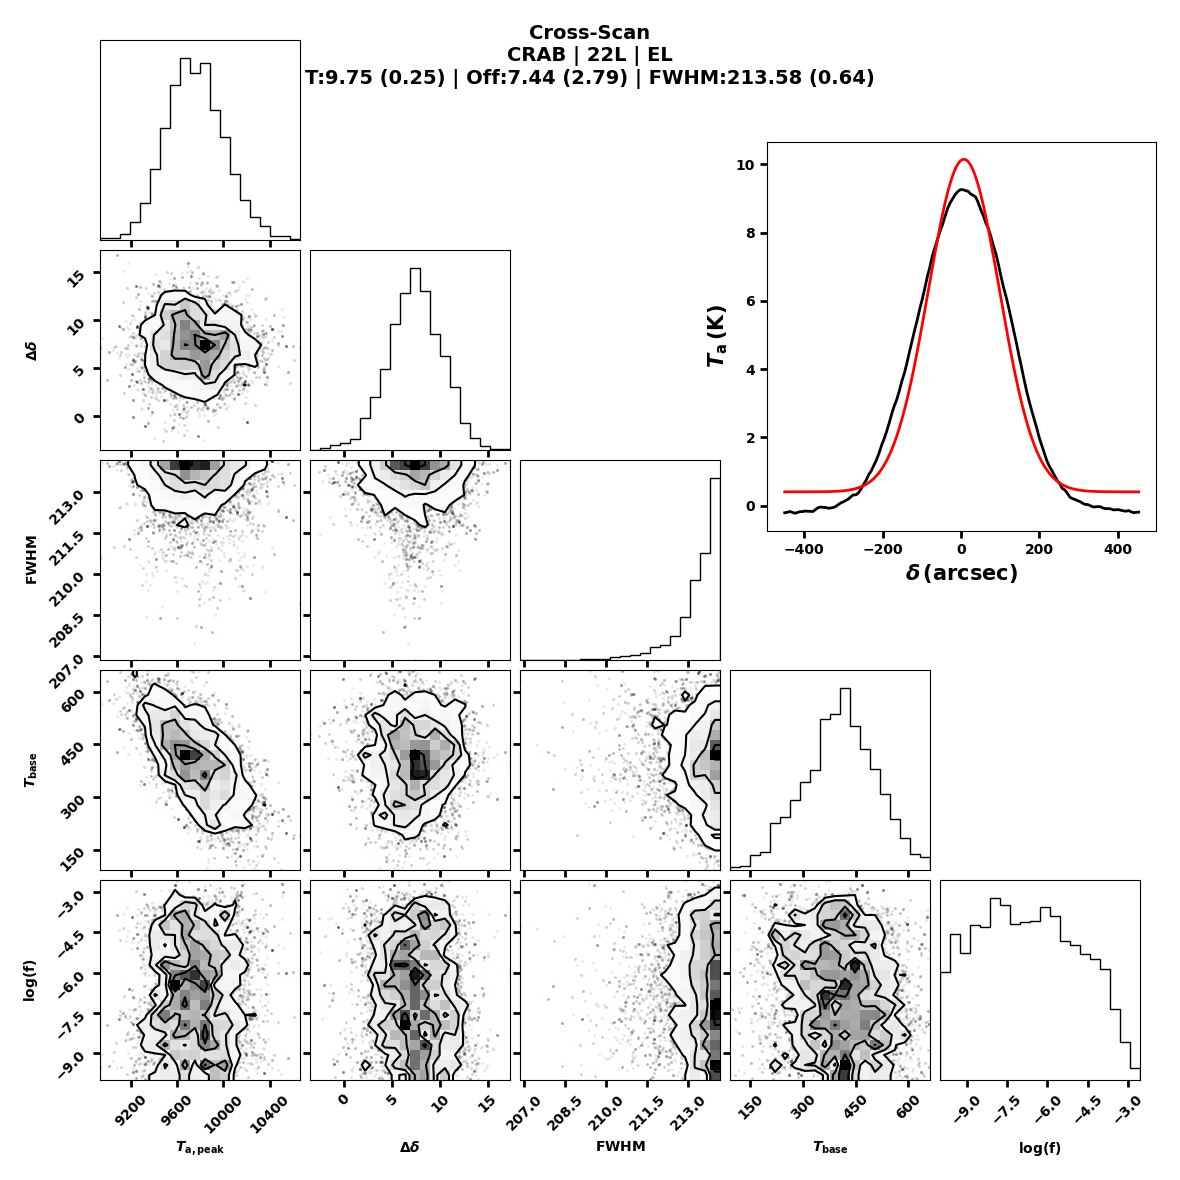 Cross-Scan
CRAB | 22L | EL
T:9.75 (0.25) | Off:7.44 (2.79) | FWHM:213.58 (0.64)
10
8
6
4
2
0
Ta (K)
−400 −200 0 200 400
δ (arcsec)
15
10
5
0
Δδ
213.0
211.5
210.0
208.5
207.0
FWHM
600
450
300
150
Tbase
−3.0
−4.5
−6.0
−7.5
−9.0
log(f)
9200 9600 10000 10400
0 5 10 15
207.0 208.5 210.0 211.5 213.0
150 300 450 600
−9.0 −7.5 −6.0 −4.5 −3.0
Ta,peak Δδ FWHM Tbase log(f)